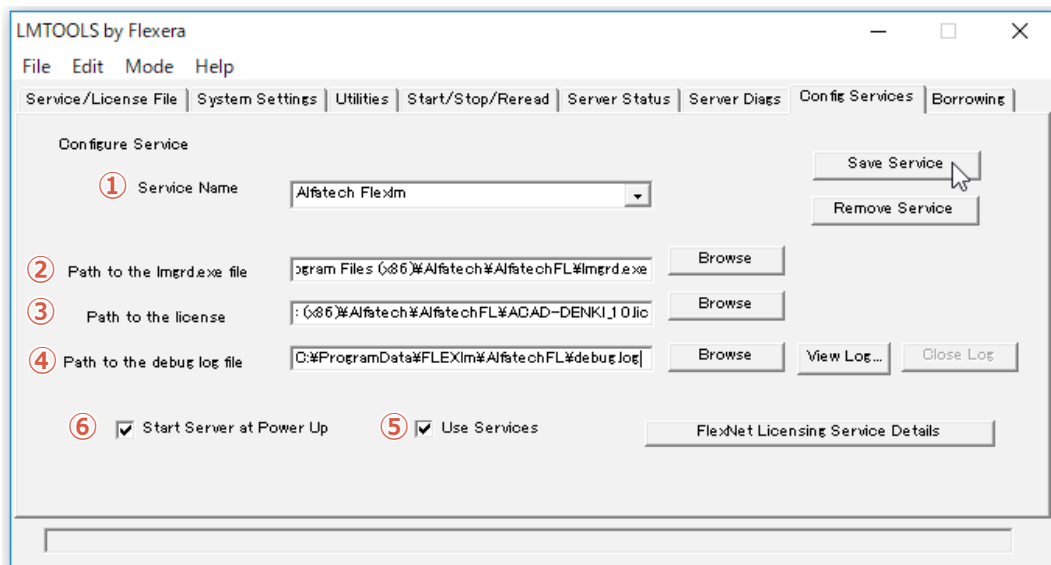 LMTOOLS by Flexera
File Edit Mode Help
Service/License File System Settings Utilities Start/Stop/Reread Server Status Server Diags Config Services Borrowing
Configure Service
Save Service
① Service Name Alfatech Flexlm
Remove Service
② Path to the lmgrd.exe file ogram Files (x86)¥Alfatech¥AlfatechFL¥lmgrd.exe Browse
③ Path to the license : (x86)¥Alfatech¥AlfatechFL¥ACAD-DENKI_10.lic Browse
④ Path to the debug log file C:¥ProgramData¥FLEXlm¥AlfatechFL¥debug.log Browse View Log... Close Log
⑥ Start Server at Power Up ⑤ Use Services FlexNet Licensing Service Details